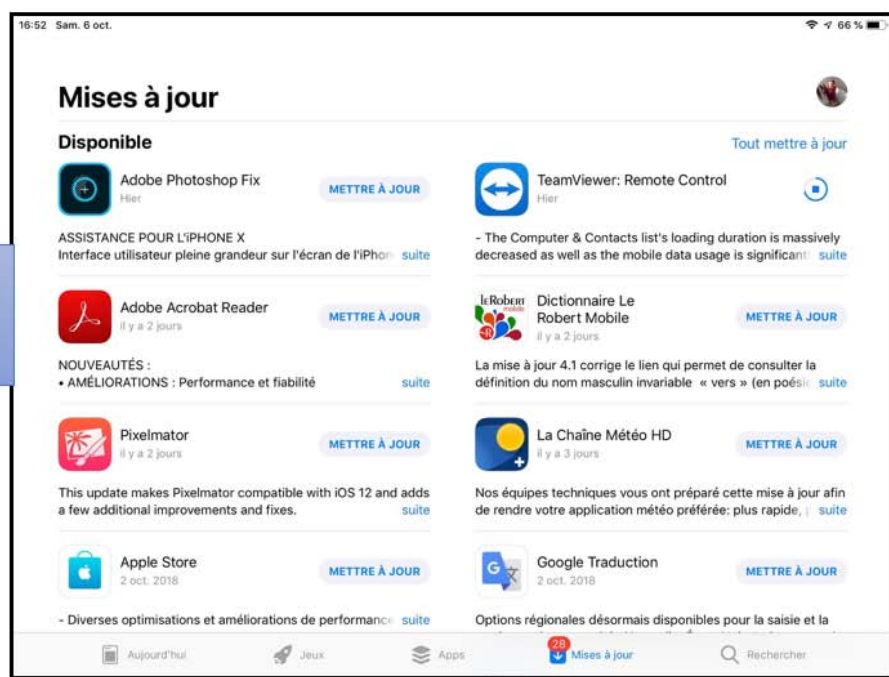 16:52 Sam. 6 oct.
66 %
Mises à jour
Disponible
Tout mettre à jour
Adobe Photoshop Fix
Hier
METTRE À JOUR
ASSISTANCE POUR L'iPHONE X
Interface utilisateur pleine grandeur sur l'écran de l'iPhon suite
TeamViewer: Remote Control
Hier
- The Computer & Contacts list's loading duration is massively
decreased as well as the mobile data usage is significant suite
Adobe Acrobat Reader
il y a 2 jours
METTRE À JOUR
NOUVEAUTÉS :
• AMÉLIORATIONS : Performance et fiabilité suite
LE ROBERT
mobile
Dictionnaire Le
Robert Mobile
il y a 2 jours
METTRE À JOUR
La mise à jour 4.1 corrige le lien qui permet de consulter la
définition du nom masculin invariable « vers » (en poési suite
Pixelmator
il y a 2 jours
METTRE À JOUR
This update makes Pixelmator compatible with iOS 12 and adds
a few additional improvements and fixes. suite
La Chaîne Météo HD
il y a 3 jours
METTRE À JOUR
Nos équipes techniques vous ont préparé cette mise à jour afin
de rendre votre application météo préférée: plus rapide, suite
Apple Store
2 oct. 2018
METTRE À JOUR
- Diverses optimisations et améliorations de performance suite
Google Traduction
2 oct. 2018
METTRE À JOUR
Options régionales désormais disponibles pour la saisie et la
Aujourd'hui
Jeux
Apps
28
Mises à jour
Rechercher